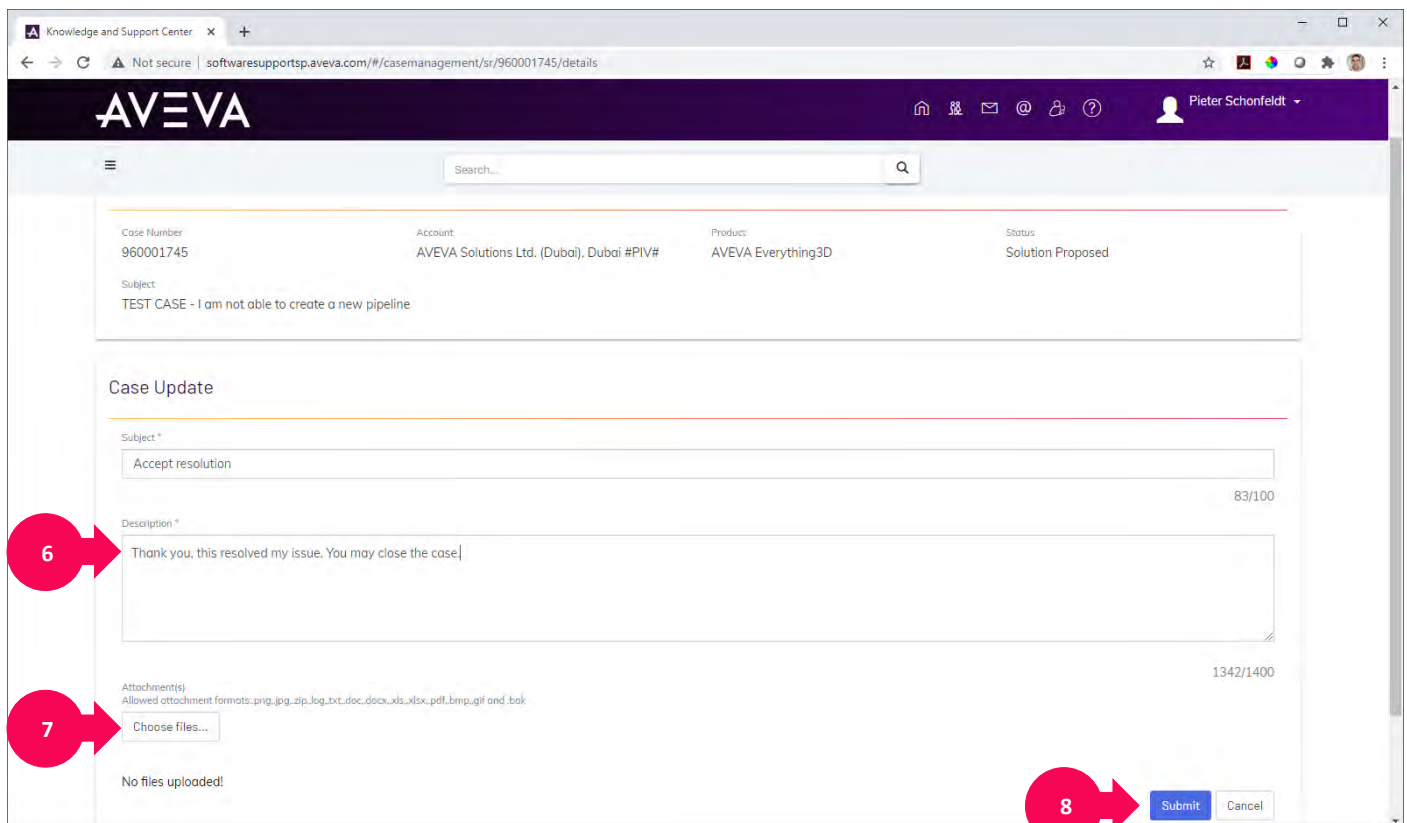 Knowledge and Support Center
Not secure | softwaresupportsp.aveva.com/#/casemanagement/sr/960001745/details
AVEVA
Pieter Schonfeldt
Search...
Case Number Account Product Status
960001745 AVEVA Solutions Ltd. (Dubai), Dubai #PIV# AVEVA Everything3D Solution Proposed
Subject
TEST CASE - I am not able to create a new pipeline
Case Update
Subject *
Accept resolution
83/100
Description *
6 Thank you, this resolved my issue. You may close the case.
1342/1400
Attachment(s)
Allowed attachment formats:.png,.jpg,.zip,.log,.txt,.doc,.docx,.xls,.xlsx,.pdf,.bmp,.gif and .bak
7 Choose files...
No files uploaded!
8 Submit Cancel